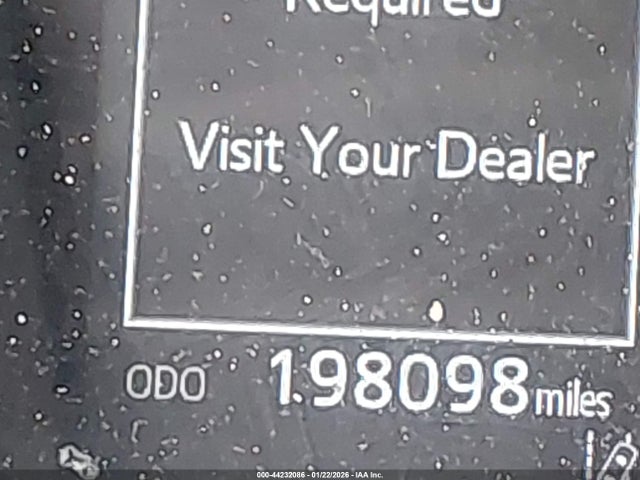 Required
Visit Your Dealer
ODO 198098 miles
000-44232086 - 01/22/2026 - IAA Inc.